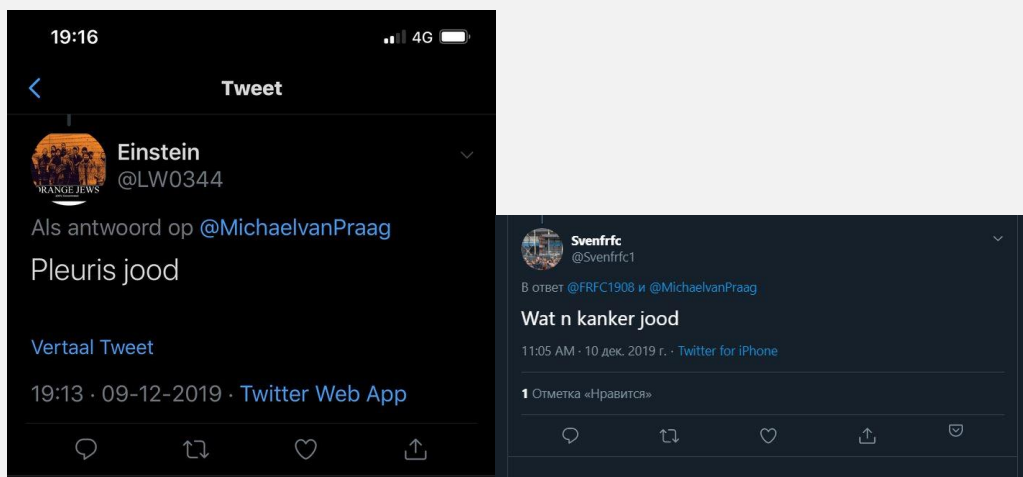 19:16
4G
Tweet
Einstein
@LW0344
ORANGE JEWS
Als antwoord op @MichaelvanPraag
Pleuris jood
Vertaal Tweet
19:13 · 09-12-2019 · Twitter Web App
Svenfrfc
@Svenfrfc1
В ответ @FRFC1908 и @MichaelvanPraag
Wat n kanker jood
11:05 AM · 10 дек. 2019 г. · Twitter for iPhone
1 Отметка «Нравится»